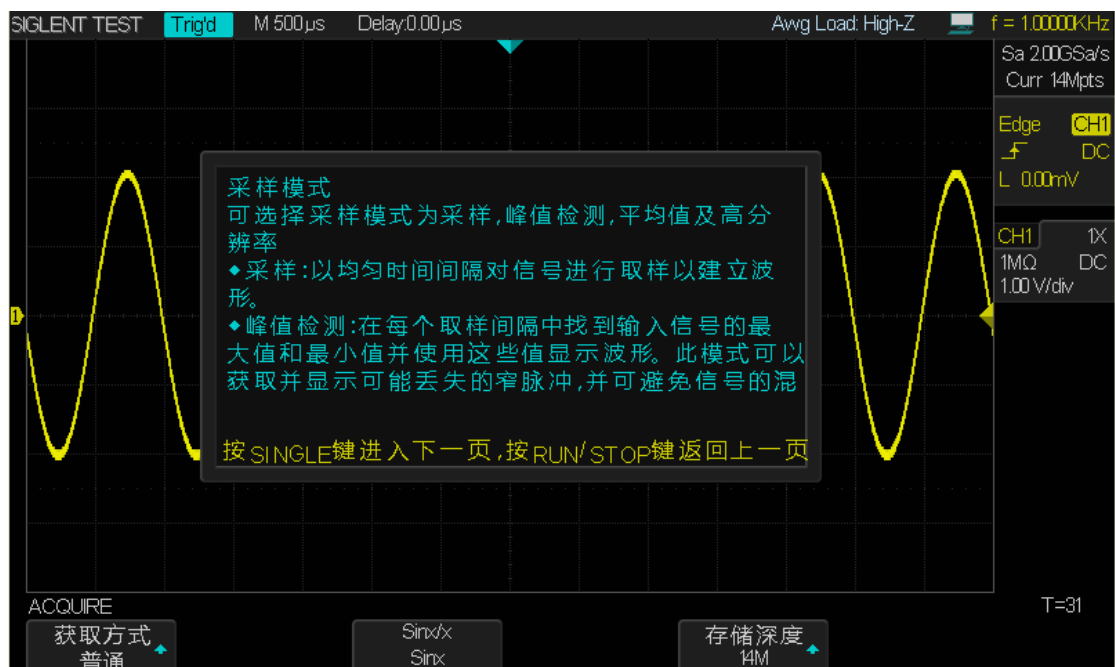 SIGLENT TEST Trig'd M 500µs Delay:0.00µs Awg Load: High-Z f = 1.00000KHz
Sa 2.00GSa/s
Curr 14Mpts
Edge CH1
DC
L 0.00mV
CH1 1X
1MΩ DC
1.00 V/div
采样模式
可选择采样模式为采样,峰值检测,平均值及高分
辨率
◆采样:以均匀时间间隔对信号进行取样以建立波
形。
◆峰值检测:在每个取样间隔中找到输入信号的最
大值和最小值并使用这些值显示波形。此模式可以
获取并显示可能丢失的窄脉冲,并可避免信号的混
按SINGLE键进入下一页,按RUN/STOP键返回上一页
1
ACQUIRE T=31
获取方式 Sinx/x 存储深度
普通 Sinx 14M